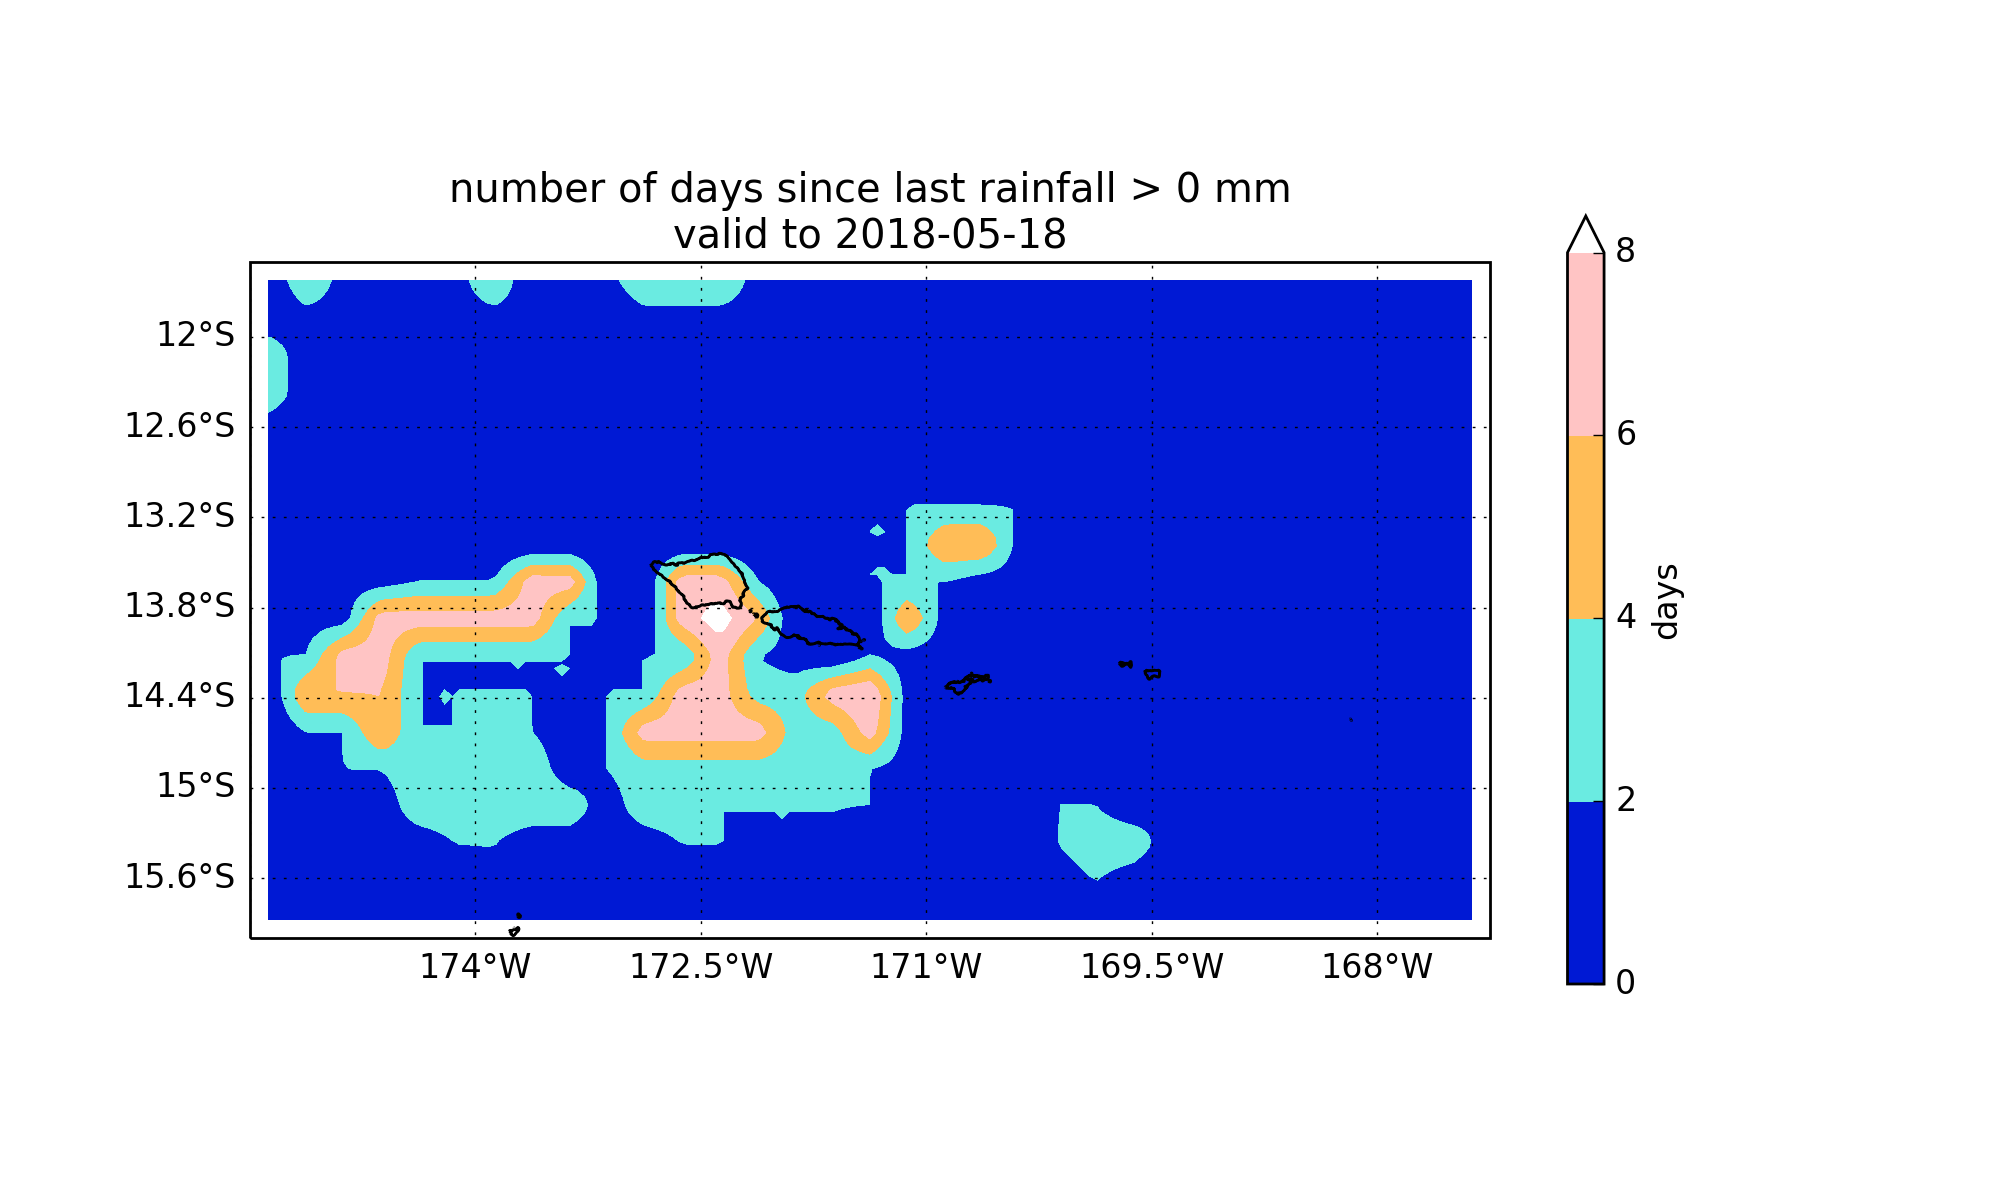 number of days since last rainfall > 0 mm
valid to 2018-05-18
12°S
12.6°S
13.2°S
13.8°S
14.4°S
15°S
15.6°S
174°W 172.5°W 171°W 169.5°W 168°W
8
6
4
2
0
days